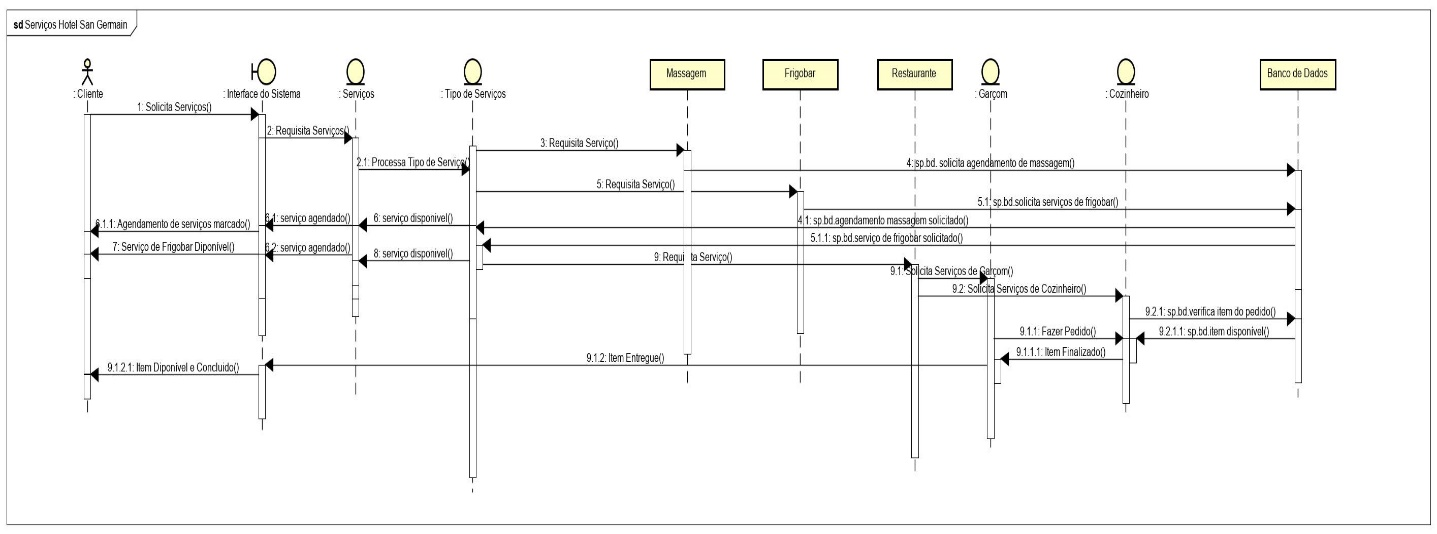 sd Serviços Hotel San Germain
Massagem
Frigobar
Restaurante
Banco de Dados
: Cliente
: Interface do Sistema
: Serviços
: Tipo de Serviços
: Garçom
: Cozinheiro
1: Solicita Serviços()
2: Requisita Serviços()
3: Requisita Serviço()
2.1: Processa Tipo de Serviço()
4: sp.bd. solicita agendamento de massagem()
5: Requisita Serviço()
5.1: sp.bd.solicita serviços de frigobar()
6.1.1: Agendamento de serviços marcado()
6.1: serviço agendado()
6: serviço disponivel()
4.1: sp.bd.agendamento massagem solicitado()
5.1.1: sp.bd.serviço de frigobar solicitado()
7: Serviço de Frigobar Diponível()
6.2: serviço agendado()
8: serviço disponivel()
9: Requisita Serviço()
9.1: Solicita Serviços de Garçom()
9.2: Solicita Serviços de Cozinheiro()
9.2.1: sp.bd.verifica item do pedido()
9.1.1: Fazer Pedido()
9.2.1.1: sp.bd.item disponível()
9.1.1.1: Item Finalizado()
9.1.2: Item Entregue()
9.1.2.1: Item Diponível e Concluido()